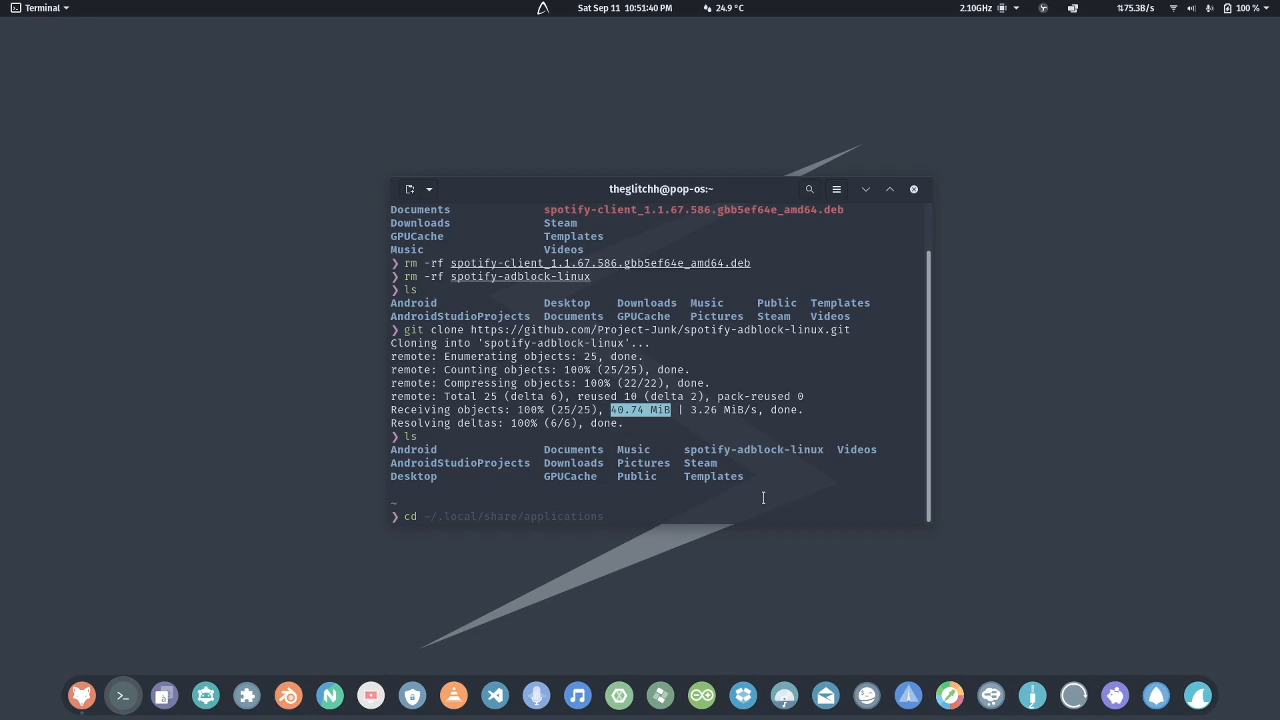 Terminal
Sat Sep 11 10:51:40 PM
24.9 °C
2.10GHz
⇅75.3B/s
100 %
theglitchh@pop-os:~
Documents spotify-client_1.1.67.586.gbb5ef64e_amd64.deb
Downloads Steam
GPUCache Templates
Music Videos
❯ rm -rf spotify-client_1.1.67.586.gbb5ef64e_amd64.deb
❯ rm -rf spotify-adblock-linux
❯ ls
Android Desktop Downloads Music Public Templates
AndroidStudioProjects Documents GPUCache Pictures Steam Videos
❯ git clone https://github.com/Project-Junk/spotify-adblock-linux.git
Cloning into 'spotify-adblock-linux'...
remote: Enumerating objects: 25, done.
remote: Counting objects: 100% (25/25), done.
remote: Compressing objects: 100% (22/22), done.
remote: Total 25 (delta 6), reused 10 (delta 2), pack-reused 0
Receiving objects: 100% (25/25), 40.74 MiB | 3.26 MiB/s, done.
Resolving deltas: 100% (6/6), done.
❯ ls
Android Documents Music spotify-adblock-linux Videos
AndroidStudioProjects Downloads Pictures Steam
Desktop GPUCache Public Templates
~
❯ cd ~/.local/share/applications